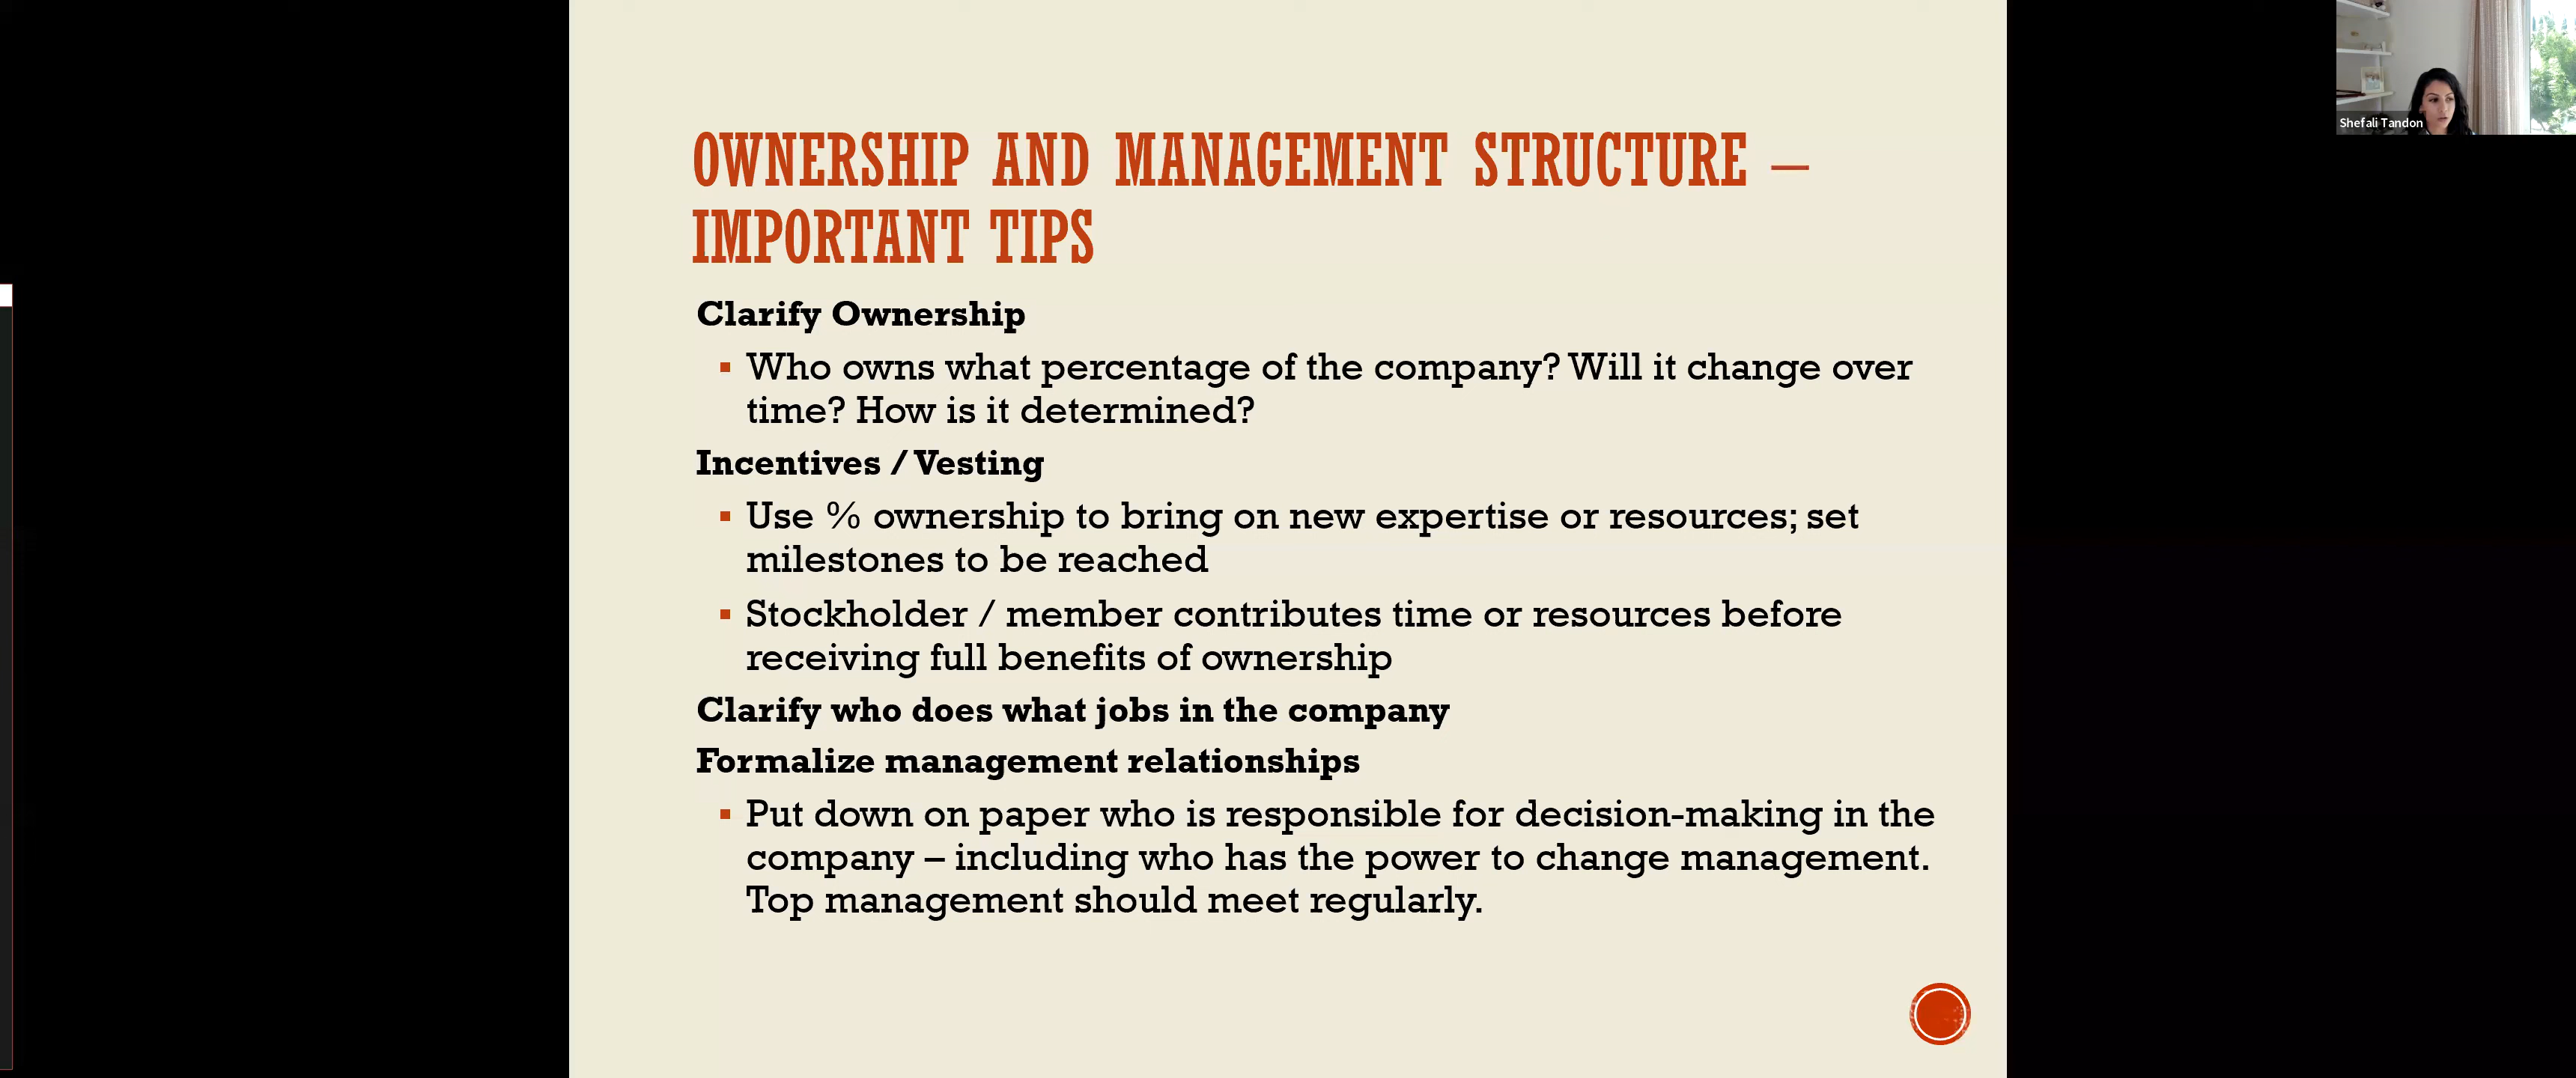 OWNERSHIP AND MANAGEMENT STRUCTURE –
IMPORTANT TIPS
Clarify Ownership
▪ Who owns what percentage of the company? Will it change over
time? How is it determined?
Incentives / Vesting
▪ Use % ownership to bring on new expertise or resources; set
milestones to be reached
▪ Stockholder / member contributes time or resources before
receiving full benefits of ownership
Clarify who does what jobs in the company
Formalize management relationships
▪ Put down on paper who is responsible for decision-making in the
company – including who has the power to change management.
Top management should meet regularly.
Shefali Tandon